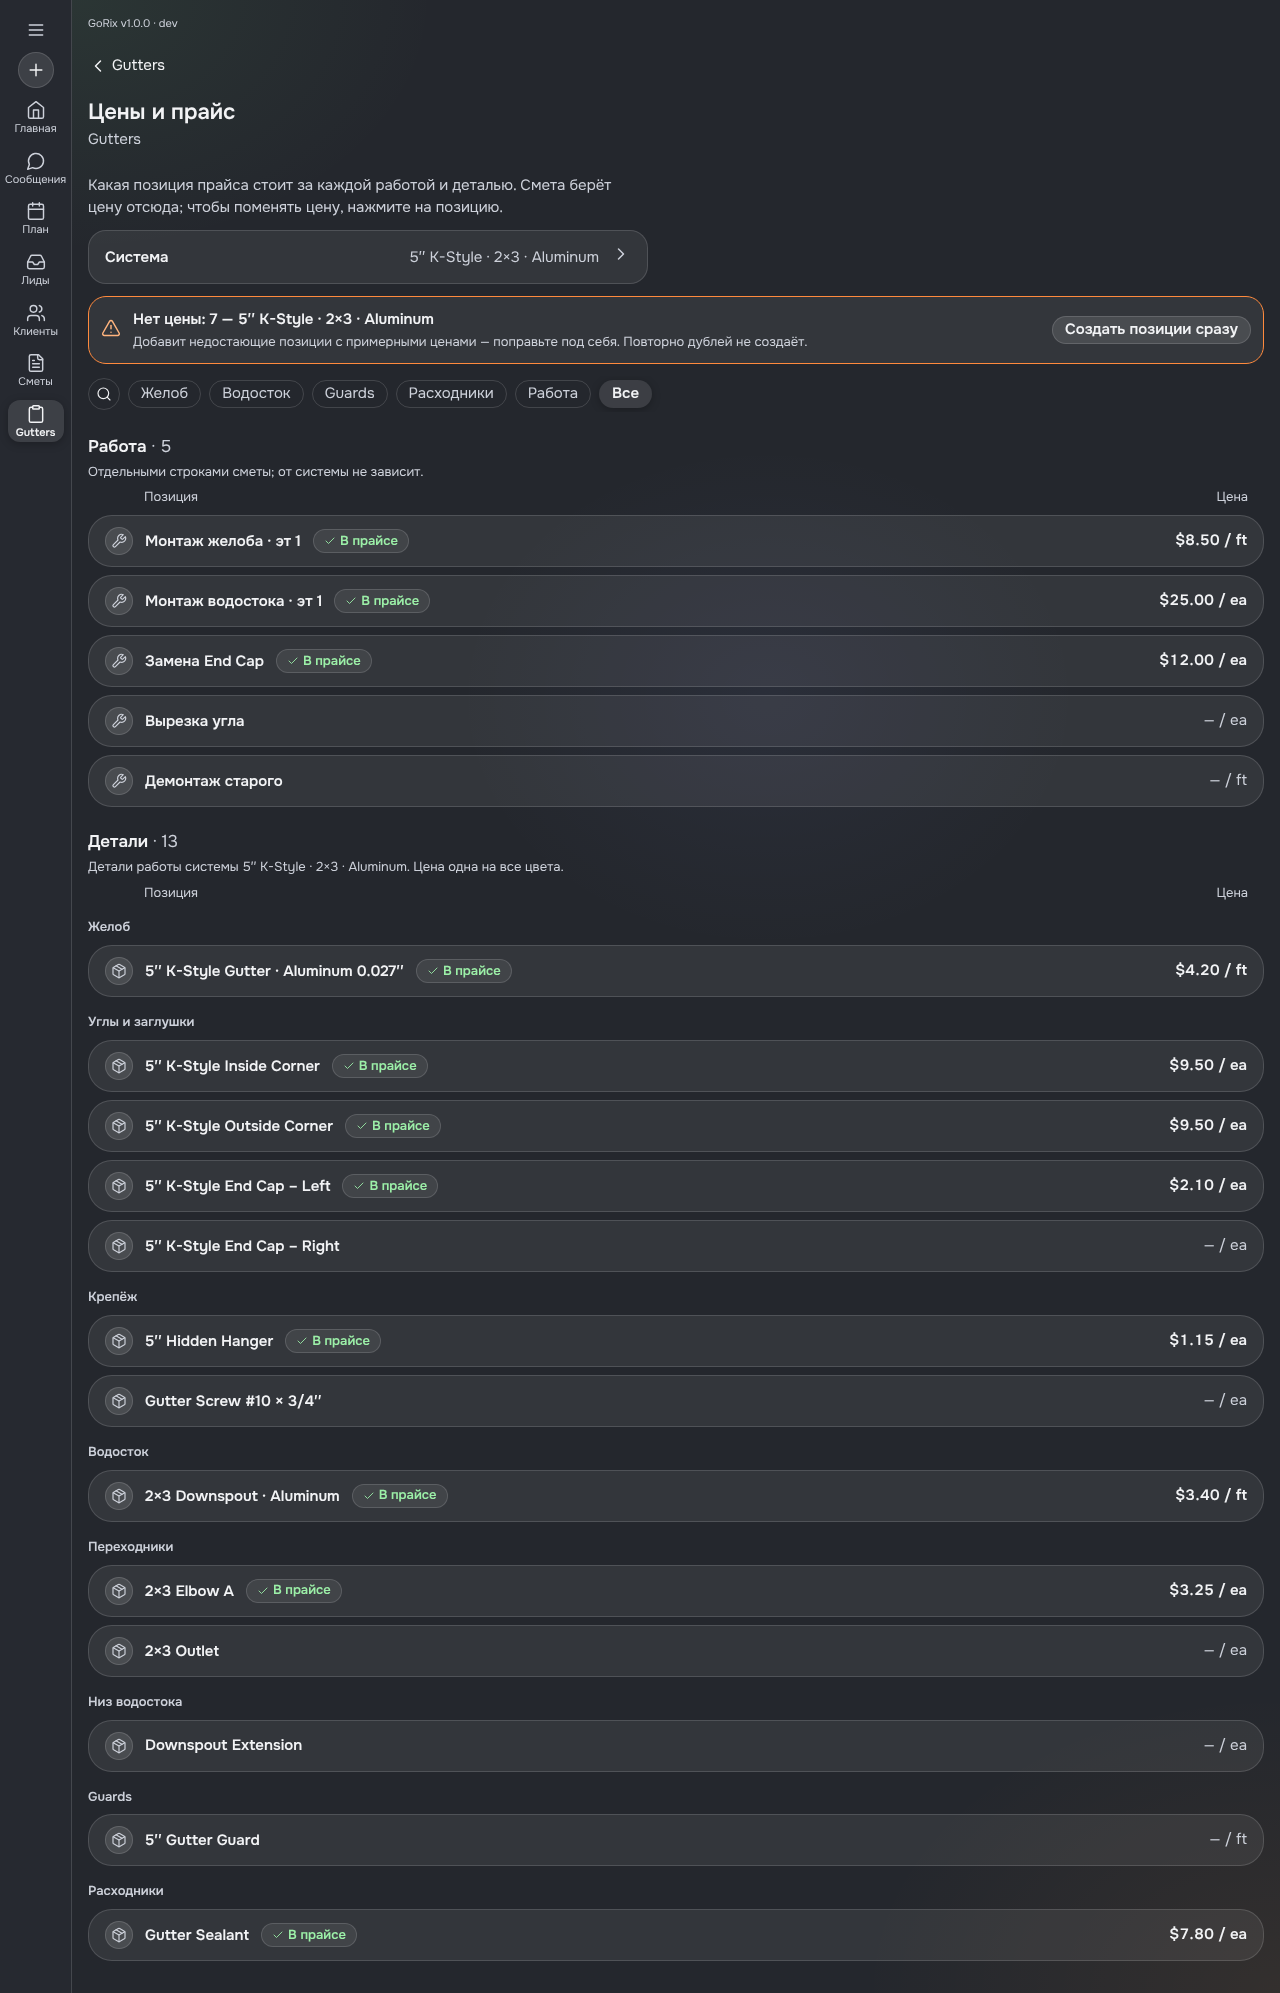 GoRix v1.0.0 · dev
Gutters
Цены и прайс
Gutters
Какая позиция прайса стоит за каждой работой и деталью. Смета берёт
цену отсюда; чтобы поменять цену, нажмите на позицию.
Система
5″ K-Style · 2×3 · Aluminum
Нет цены: 7 — 5″ K-Style · 2×3 · Aluminum
Добавит недостающие позиции с примерными ценами — поправьте под себя. Повторно дублей не создаёт.
Создать позиции сразу
Желоб
Водосток
Guards
Расходники
Работа
Все
Главная
Сообщения
План
Лиды
Клиенты
Сметы
Gutters
Работа · 5
Отдельными строками сметы; от системы не зависит.
Позиция
Цена
Монтаж желоба · эт 1
В прайсе
$8.50 / ft
Монтаж водостока · эт 1
В прайсе
$25.00 / ea
Замена End Cap
В прайсе
$12.00 / ea
Вырезка угла
— / ea
Демонтаж старого
— / ft
Детали · 13
Детали работы системы 5″ K-Style · 2×3 · Aluminum. Цена одна на все цвета.
Позиция
Цена
Желоб
5″ K-Style Gutter · Aluminum 0.027″
В прайсе
$4.20 / ft
Углы и заглушки
5″ K-Style Inside Corner
В прайсе
$9.50 / ea
5″ K-Style Outside Corner
В прайсе
$9.50 / ea
5″ K-Style End Cap – Left
В прайсе
$2.10 / ea
5″ K-Style End Cap – Right
— / ea
Крепёж
5″ Hidden Hanger
В прайсе
$1.15 / ea
Gutter Screw #10 × 3/4″
— / ea
Водосток
2×3 Downspout · Aluminum
В прайсе
$3.40 / ft
Переходники
2×3 Elbow A
В прайсе
$3.25 / ea
2×3 Outlet
— / ea
Низ водостока
Downspout Extension
— / ea
Guards
5″ Gutter Guard
— / ft
Расходники
Gutter Sealant
В прайсе
$7.80 / ea